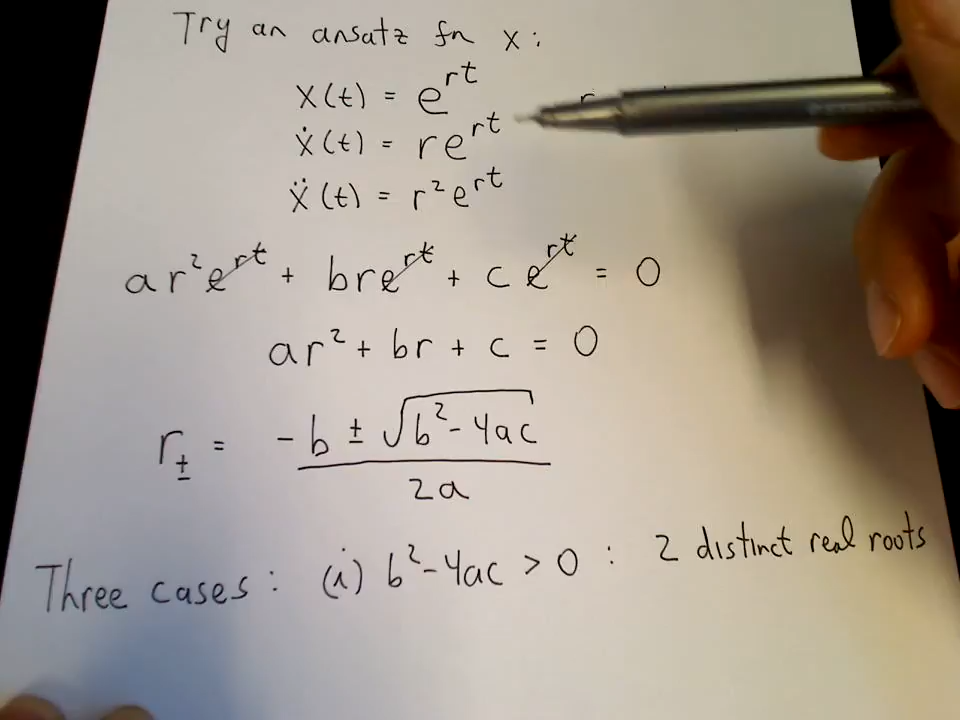 Try an ansatz fn x:
x(t) = e^{rt}
ẋ(t) = re^{rt}
ẍ(t) = r²e^{rt}
ar²e^{rt} + bre^{rt} + ce^{rt} = 0
ar² + br + c = 0
r± = (-b ± √(b²-4ac)) / 2a
Three cases: (i) b²-4ac > 0 : 2 distinct real roots